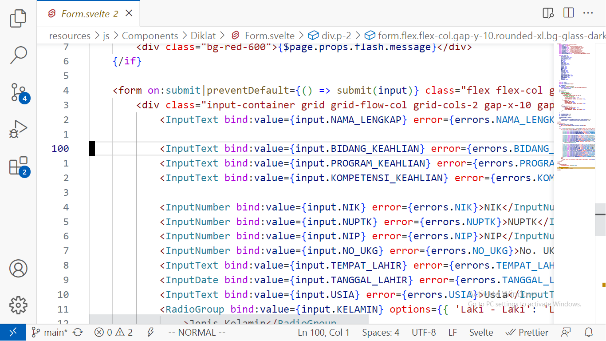 Form.svelte 2
resources > js > Components > Diklat > Form.svelte > div.p-2 > form.flex.flex-col.gap-y-10.rounded-xl.bg-glass-dark
7 <div class="bg-red-600">{$page.props.flash.message}</div>
6 {/if}
5
4 <form on:submit|preventDefault={() => submit(input)} class="flex flex-col g
3 <div class="input-container grid grid-flow-col grid-cols-2 gap-x-10 gap
2 <InputText bind:value={input.NAMA_LENGKAP} error={errors.NAMA_LENGK
1
100 <InputText bind:value={input.BIDANG_KEAHLIAN} error={errors.BIDANG_
1 <InputText bind:value={input.PROGRAM_KEAHLIAN} error={errors.PROGRA
2 <InputText bind:value={input.KOMPETENSI_KEAHLIAN} error={errors.KOM
3
4 <InputNumber bind:value={input.NIK} error={errors.NIK}>NIK</InputNu
5 <InputNumber bind:value={input.NUPTK} error={errors.NUPTK}>NUPTK</I
6 <InputNumber bind:value={input.NIP} error={errors.NIP}>NIP</InputNu
7 <InputNumber bind:value={input.NO_UKG} error={errors.NO_UKG}>No. UK
8 <InputText bind:value={input.TEMPAT_LAHIR} error={errors.TEMPAT_LAH
9 <InputDate bind:value={input.TANGGAL_LAHIR} error={errors.TANGGAL_L
10 <InputText bind:value={input.USIA} error={errors.USIA}>Usia</InputT
11 <RadioGroup bind:value={input.KELAMIN} options={{ 'Laki - Laki': 'L
12 >Jenis Kelamin</RadioGroup
4
2
main* 0 2 -- NORMAL -- Ln 100, Col 1 Spaces: 4 UTF-8 LF Svelte Prettier